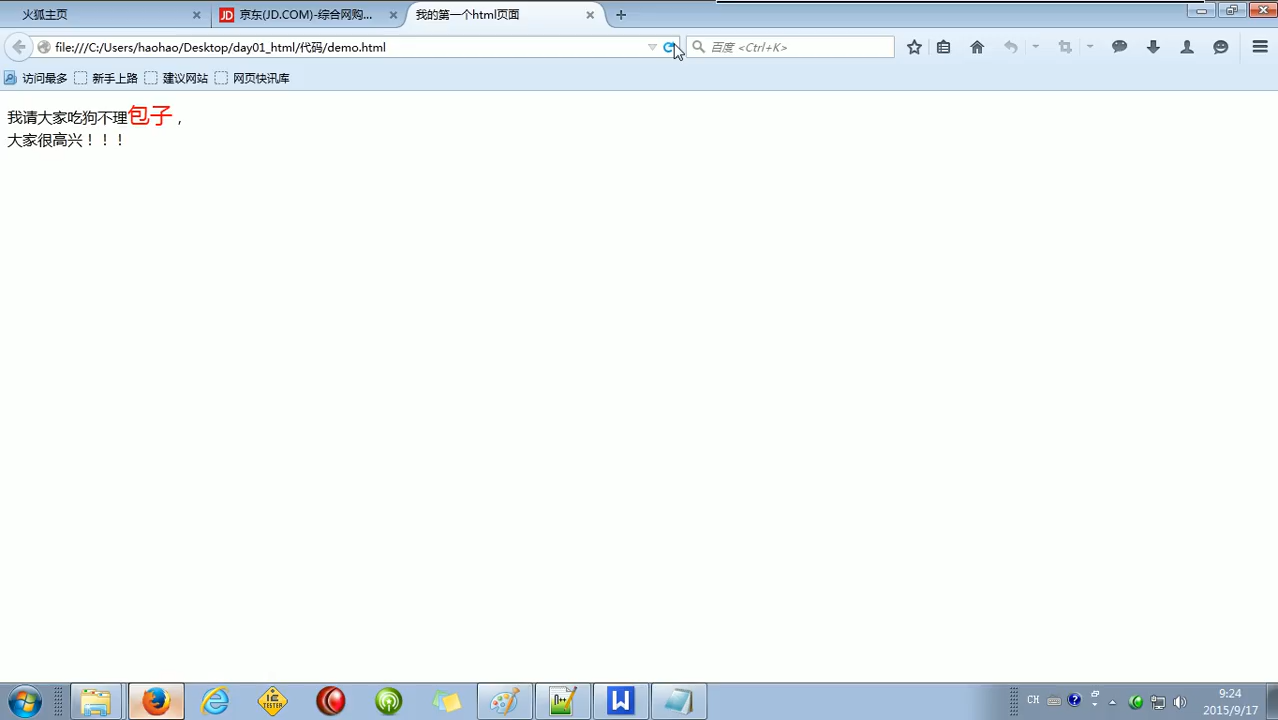 火狐主页
JD 京东(JD.COM)-综合网购...
我的第一个html页面
file:///C:/Users/haohao/Desktop/day01_html/代码/demo.html
百度 <Ctrl+K>
访问最多 新手上路 建议网站 网页快讯库
我请大家吃狗不理包子，
大家很高兴！！！
IE
TESTER
N++
W
CH
9:24
2015/9/17